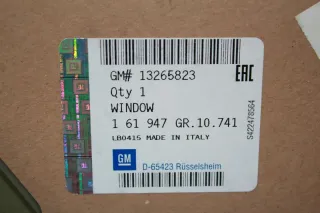 GM# 13265823
EAC
Qty 1
WINDOW
1 61 947 GR.10.741
LB0415 MADE IN ITALY
S422478564
GM
D-65423 Rüsselsheim